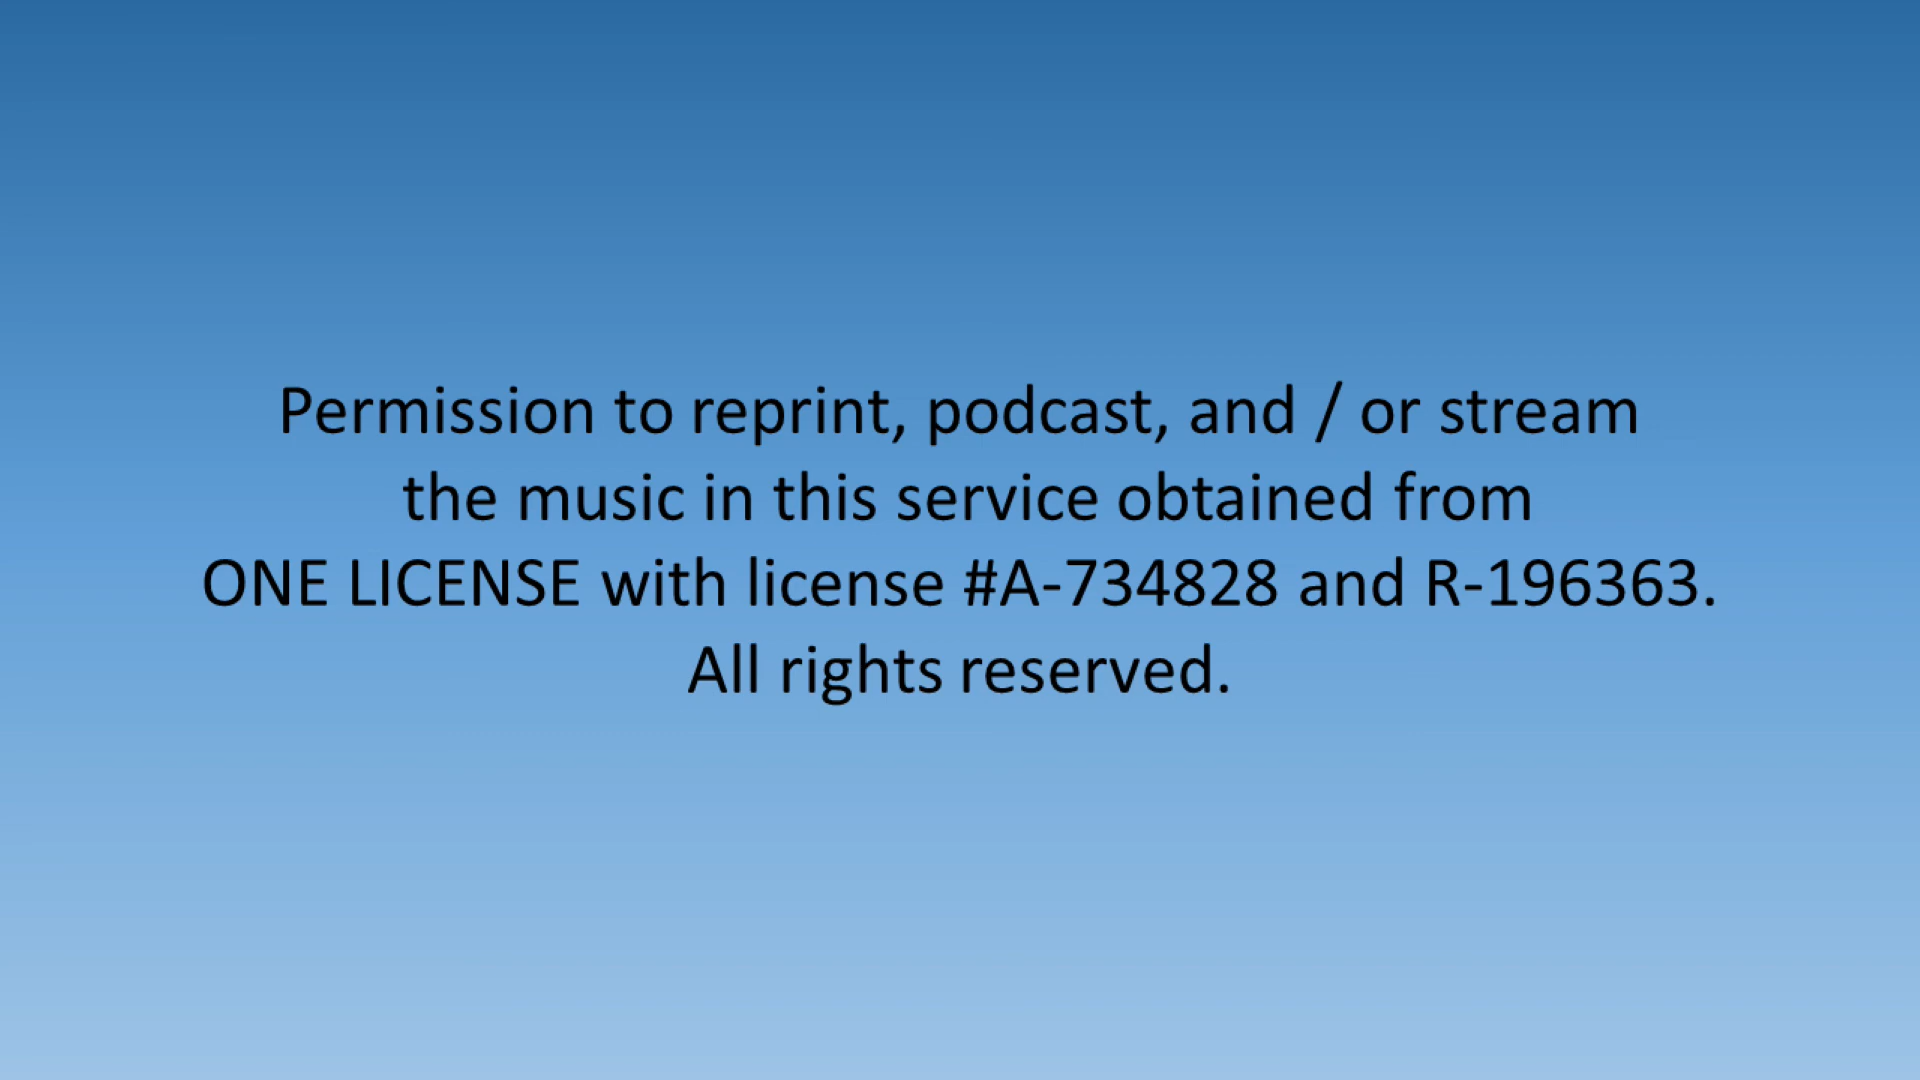 Permission to reprint, podcast, and / or stream
the music in this service obtained from
ONE LICENSE with license #A-734828 and R-196363.
All rights reserved.